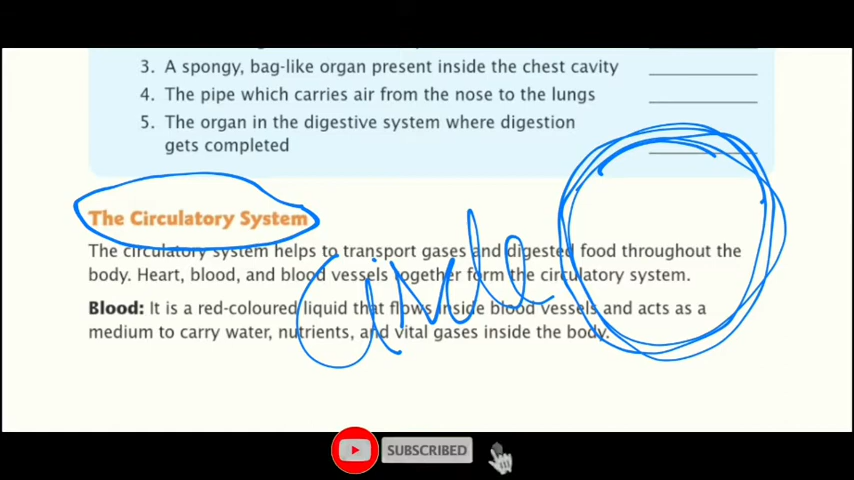 3. A spongy, bag-like organ present inside the chest cavity
4. The pipe which carries air from the nose to the lungs
5. The organ in the digestive system where digestion
gets completed
The Circulatory System
The circulatory system helps to transport gases and digested food throughout the
body. Heart, blood, and blood vessels together form the circulatory system.
Blood: It is a red-coloured liquid that flows inside blood vessels and acts as a
medium to carry water, nutrients, and vital gases inside the body.
circle
SUBSCRIBED